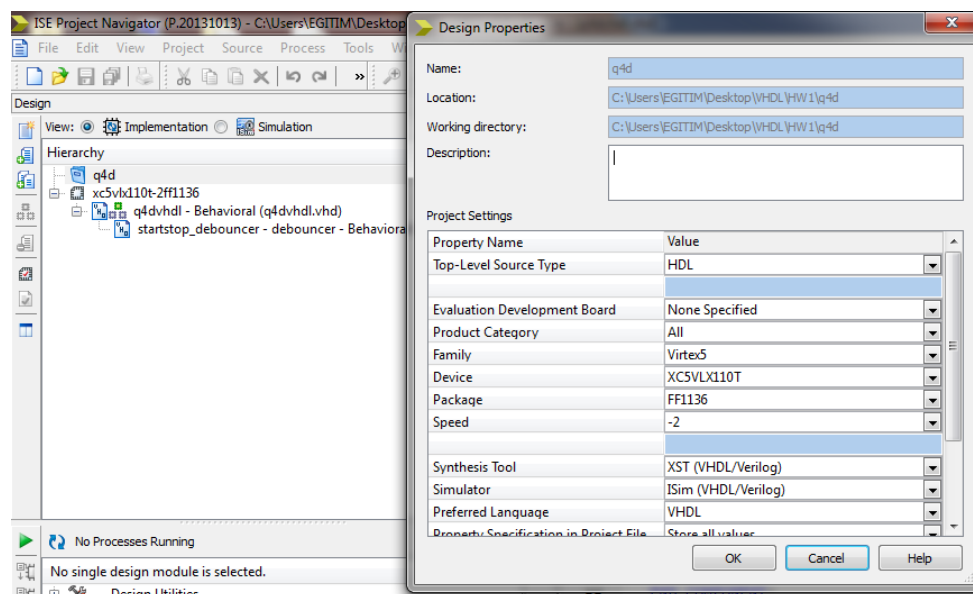 ISE Project Navigator (P.20131013) - C:\Users\EGITIM\Desktop
File Edit View Project Source Process Tools
Design
View: Implementation Simulation
Hierarchy
q4d
xc5vlx110t-2ff1136
q4dvhdl - Behavioral (q4dvhdl.vhd)
startstop_debouncer - debouncer - Behaviora
No Processes Running
No single design module is selected.
Design Utilities
Design Properties
Name: q4d
Location: C:\Users\EGITIM\Desktop\VHDL\HW1\q4d
Working directory: C:\Users\EGITIM\Desktop\VHDL\HW1\q4d
Description:
Project Settings
Property Name Value
Top-Level Source Type HDL
Evaluation Development Board None Specified
Product Category All
Family Virtex5
Device XC5VLX110T
Package FF1136
Speed -2
Synthesis Tool XST (VHDL/Verilog)
Simulator ISim (VHDL/Verilog)
Preferred Language VHDL
Property Specification in Project File Store all values
OK Cancel Help